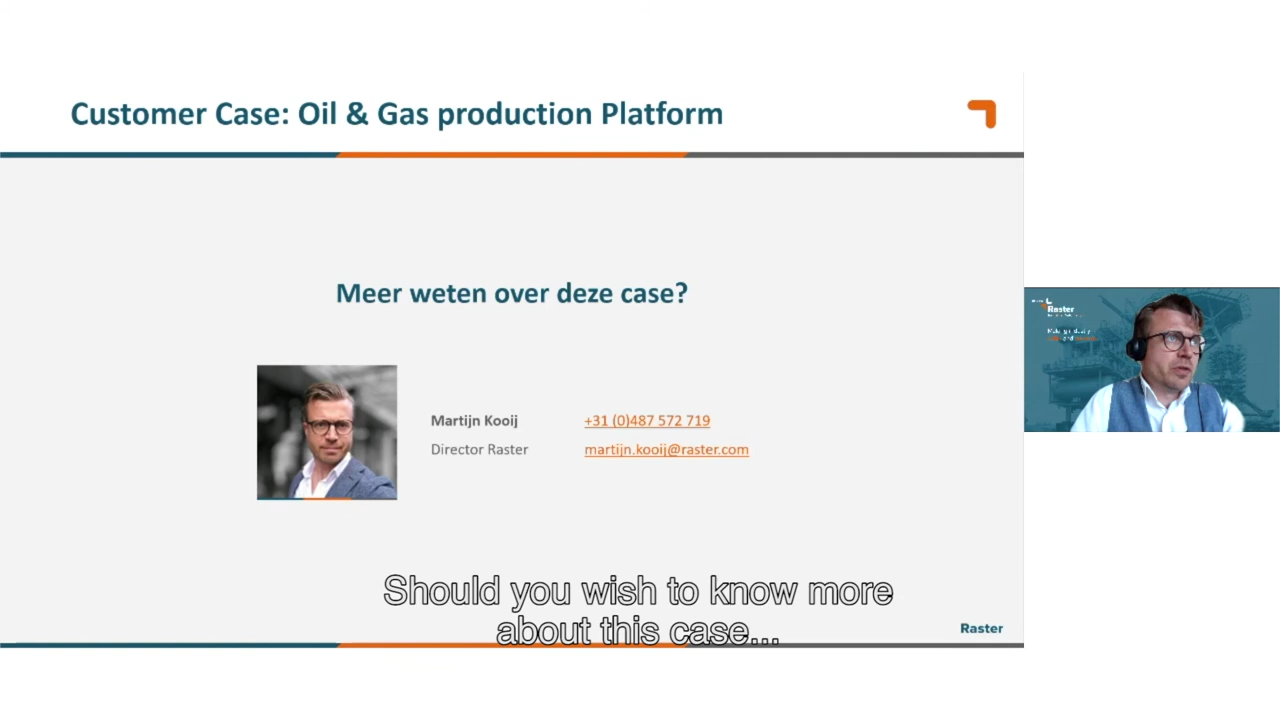 Customer Case: Oil & Gas production Platform
Meer weten over deze case?
Martijn Kooij +31 (0)487 572 719
Director Raster martijn.kooij@raster.com
Raster
and
Should you wish to know more
about this case...
Raster